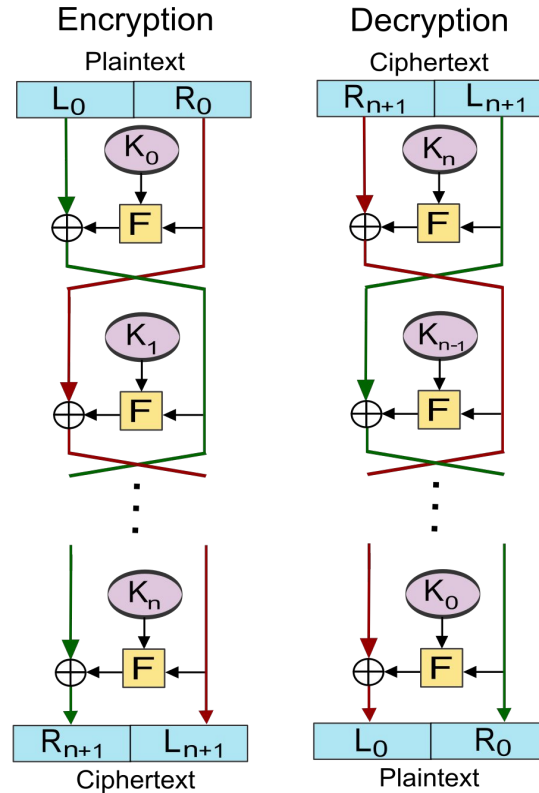 Encryption
Plaintext
L0 R0
K0
F
K1
F
Kn
F
Rn+1 Ln+1
Ciphertext
Decryption
Ciphertext
Rn+1 Ln+1
Kn
F
Kn-1
F
K0
F
L0 R0
Plaintext